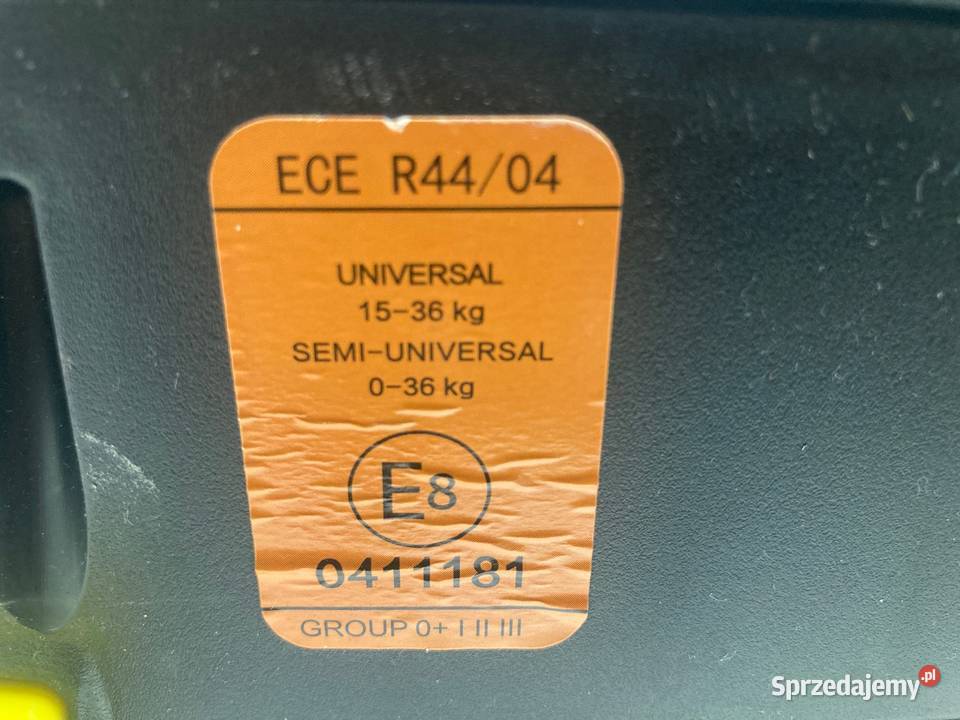 ECE R44/04
UNIVERSAL
15-36 kg
SEMI-UNIVERSAL
0-36 kg
E8
0411181
GROUP 0+ I II III
Sprzedajemy.pl